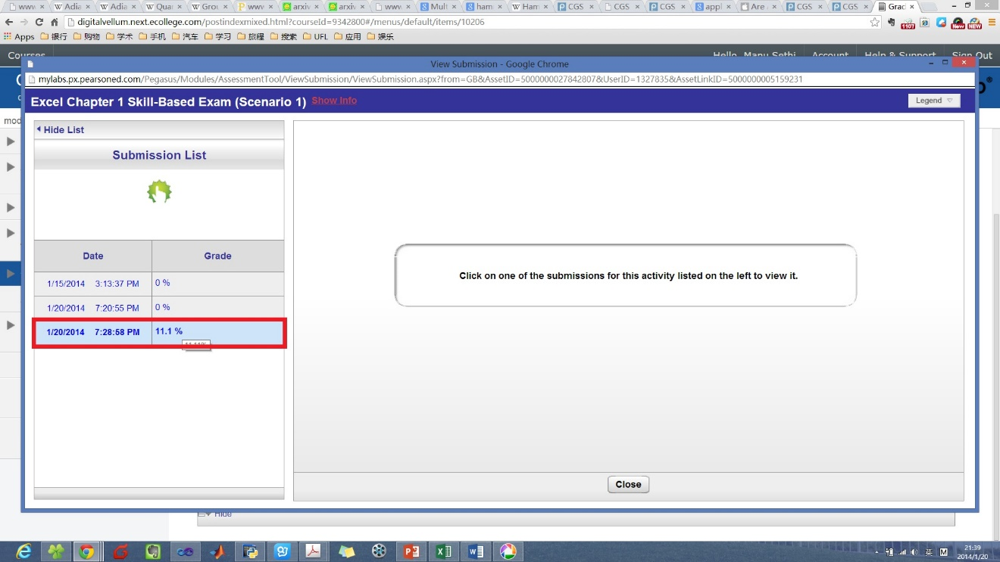 www
Adia
Adia
Qua
Grou
www
arxiv
arxiv
www
Mult
ham
Ham
CGS
CGS
CGS
appl
Are
CGS
CGS
Grad
digitalvellum.next.ecollege.com/postindexmixed.html?courseId=9342800#/menus/default/items/10206
Apps 银行 购物 学术 手机 汽车 学习 旅程 搜索 UFL 应用 娱乐
Courses Hello, Manu Sethi Account Help & Support Sign Out
View Submission - Google Chrome
mylabs.px.pearsoned.com/Pegasus/Modules/AssessmentTool/ViewSubmission/ViewSubmission.aspx?from=GB&AssetID=5000000027842807&UserID=1327835&AssetLinkID=5000000005159231
Excel Chapter 1 Skill-Based Exam (Scenario 1) Show Info Legend
Hide List
Submission List
Date Grade
1/15/2014 3:13:37 PM 0 %
1/20/2014 7:20:55 PM 0 %
1/20/2014 7:28:58 PM 11.1 %
Click on one of the submissions for this activity listed on the left to view it.
Close
Hide
英 M
21:39
2014/1/20